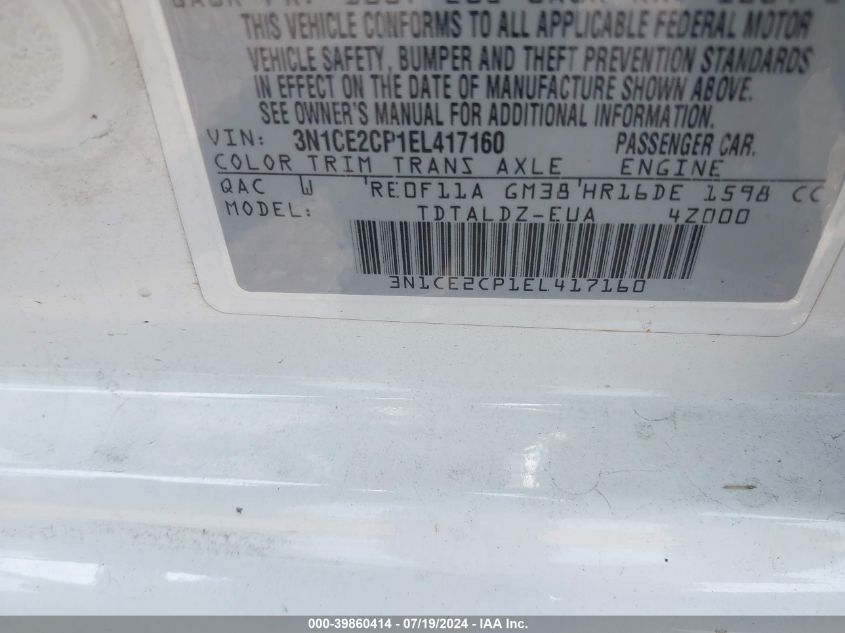 THIS VEHICLE CONFORMS TO ALL APPLICABLE FEDERAL MOTOR
VEHICLE SAFETY, BUMPER AND THEFT PREVENTION STANDARDS
IN EFFECT ON THE DATE OF MANUFACTURE SHOWN ABOVE.
SEE OWNER'S MANUAL FOR ADDITIONAL INFORMATION.
VIN: 3N1CE2CP1EL417160 PASSENGER CAR.
COLOR TRIM TRANS AXLE ENGINE
QAC W RE0F11A GM38 HR16DE 1598 CC
MODEL: TDTALDZ-EUA 4Z000
3N1CE2CP1EL417160
000-39860414 - 07/19/2024 - IAA Inc.